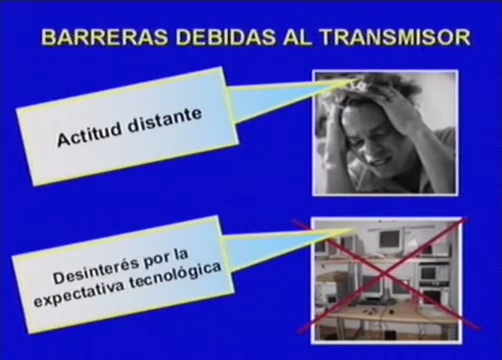 BARRERAS DEBIDAS AL TRANSMISOR
Actitud distante
Desinterés por la
expectativa tecnológica